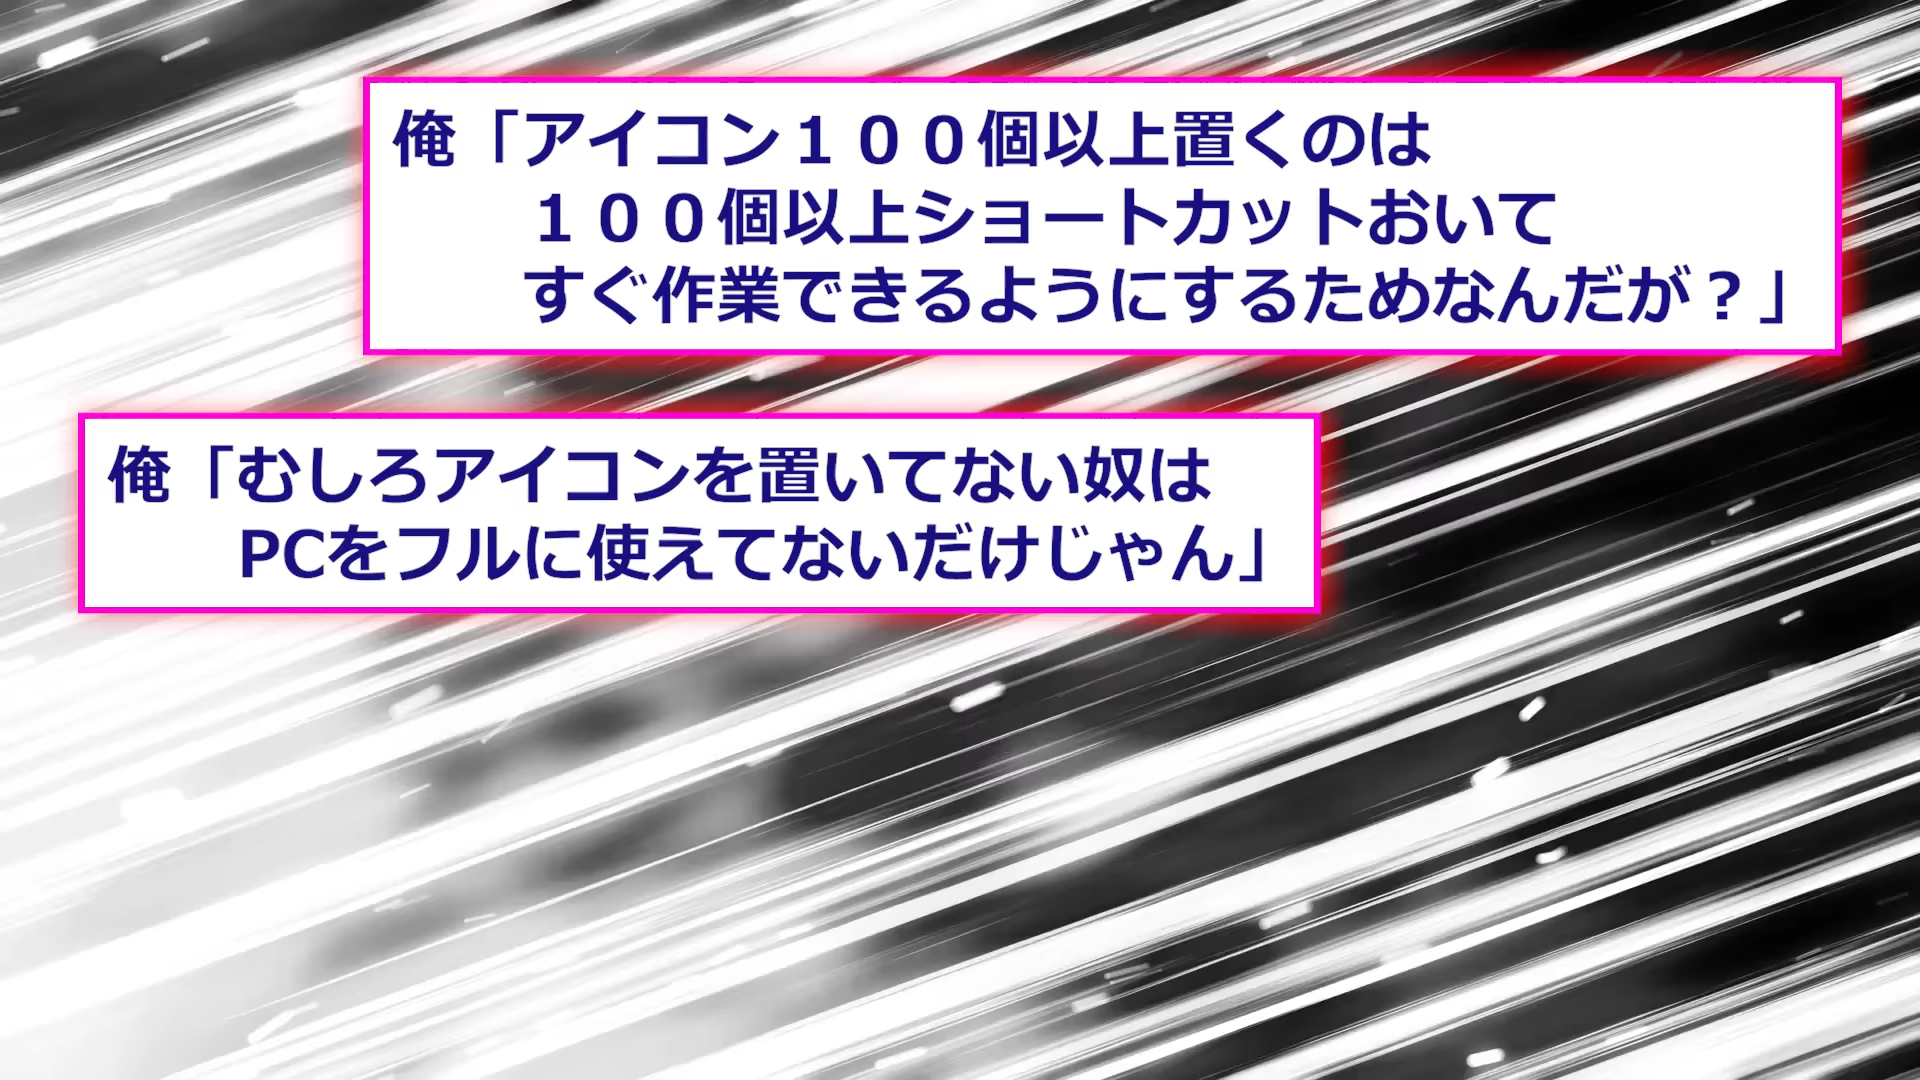 俺「アイコン１００個以上置くのは
１００個以上ショートカットおいて
すぐ作業できるようにするためなんだが？」
俺「むしろアイコンを置いてない奴は
PCをフルに使えてないだけじゃん」